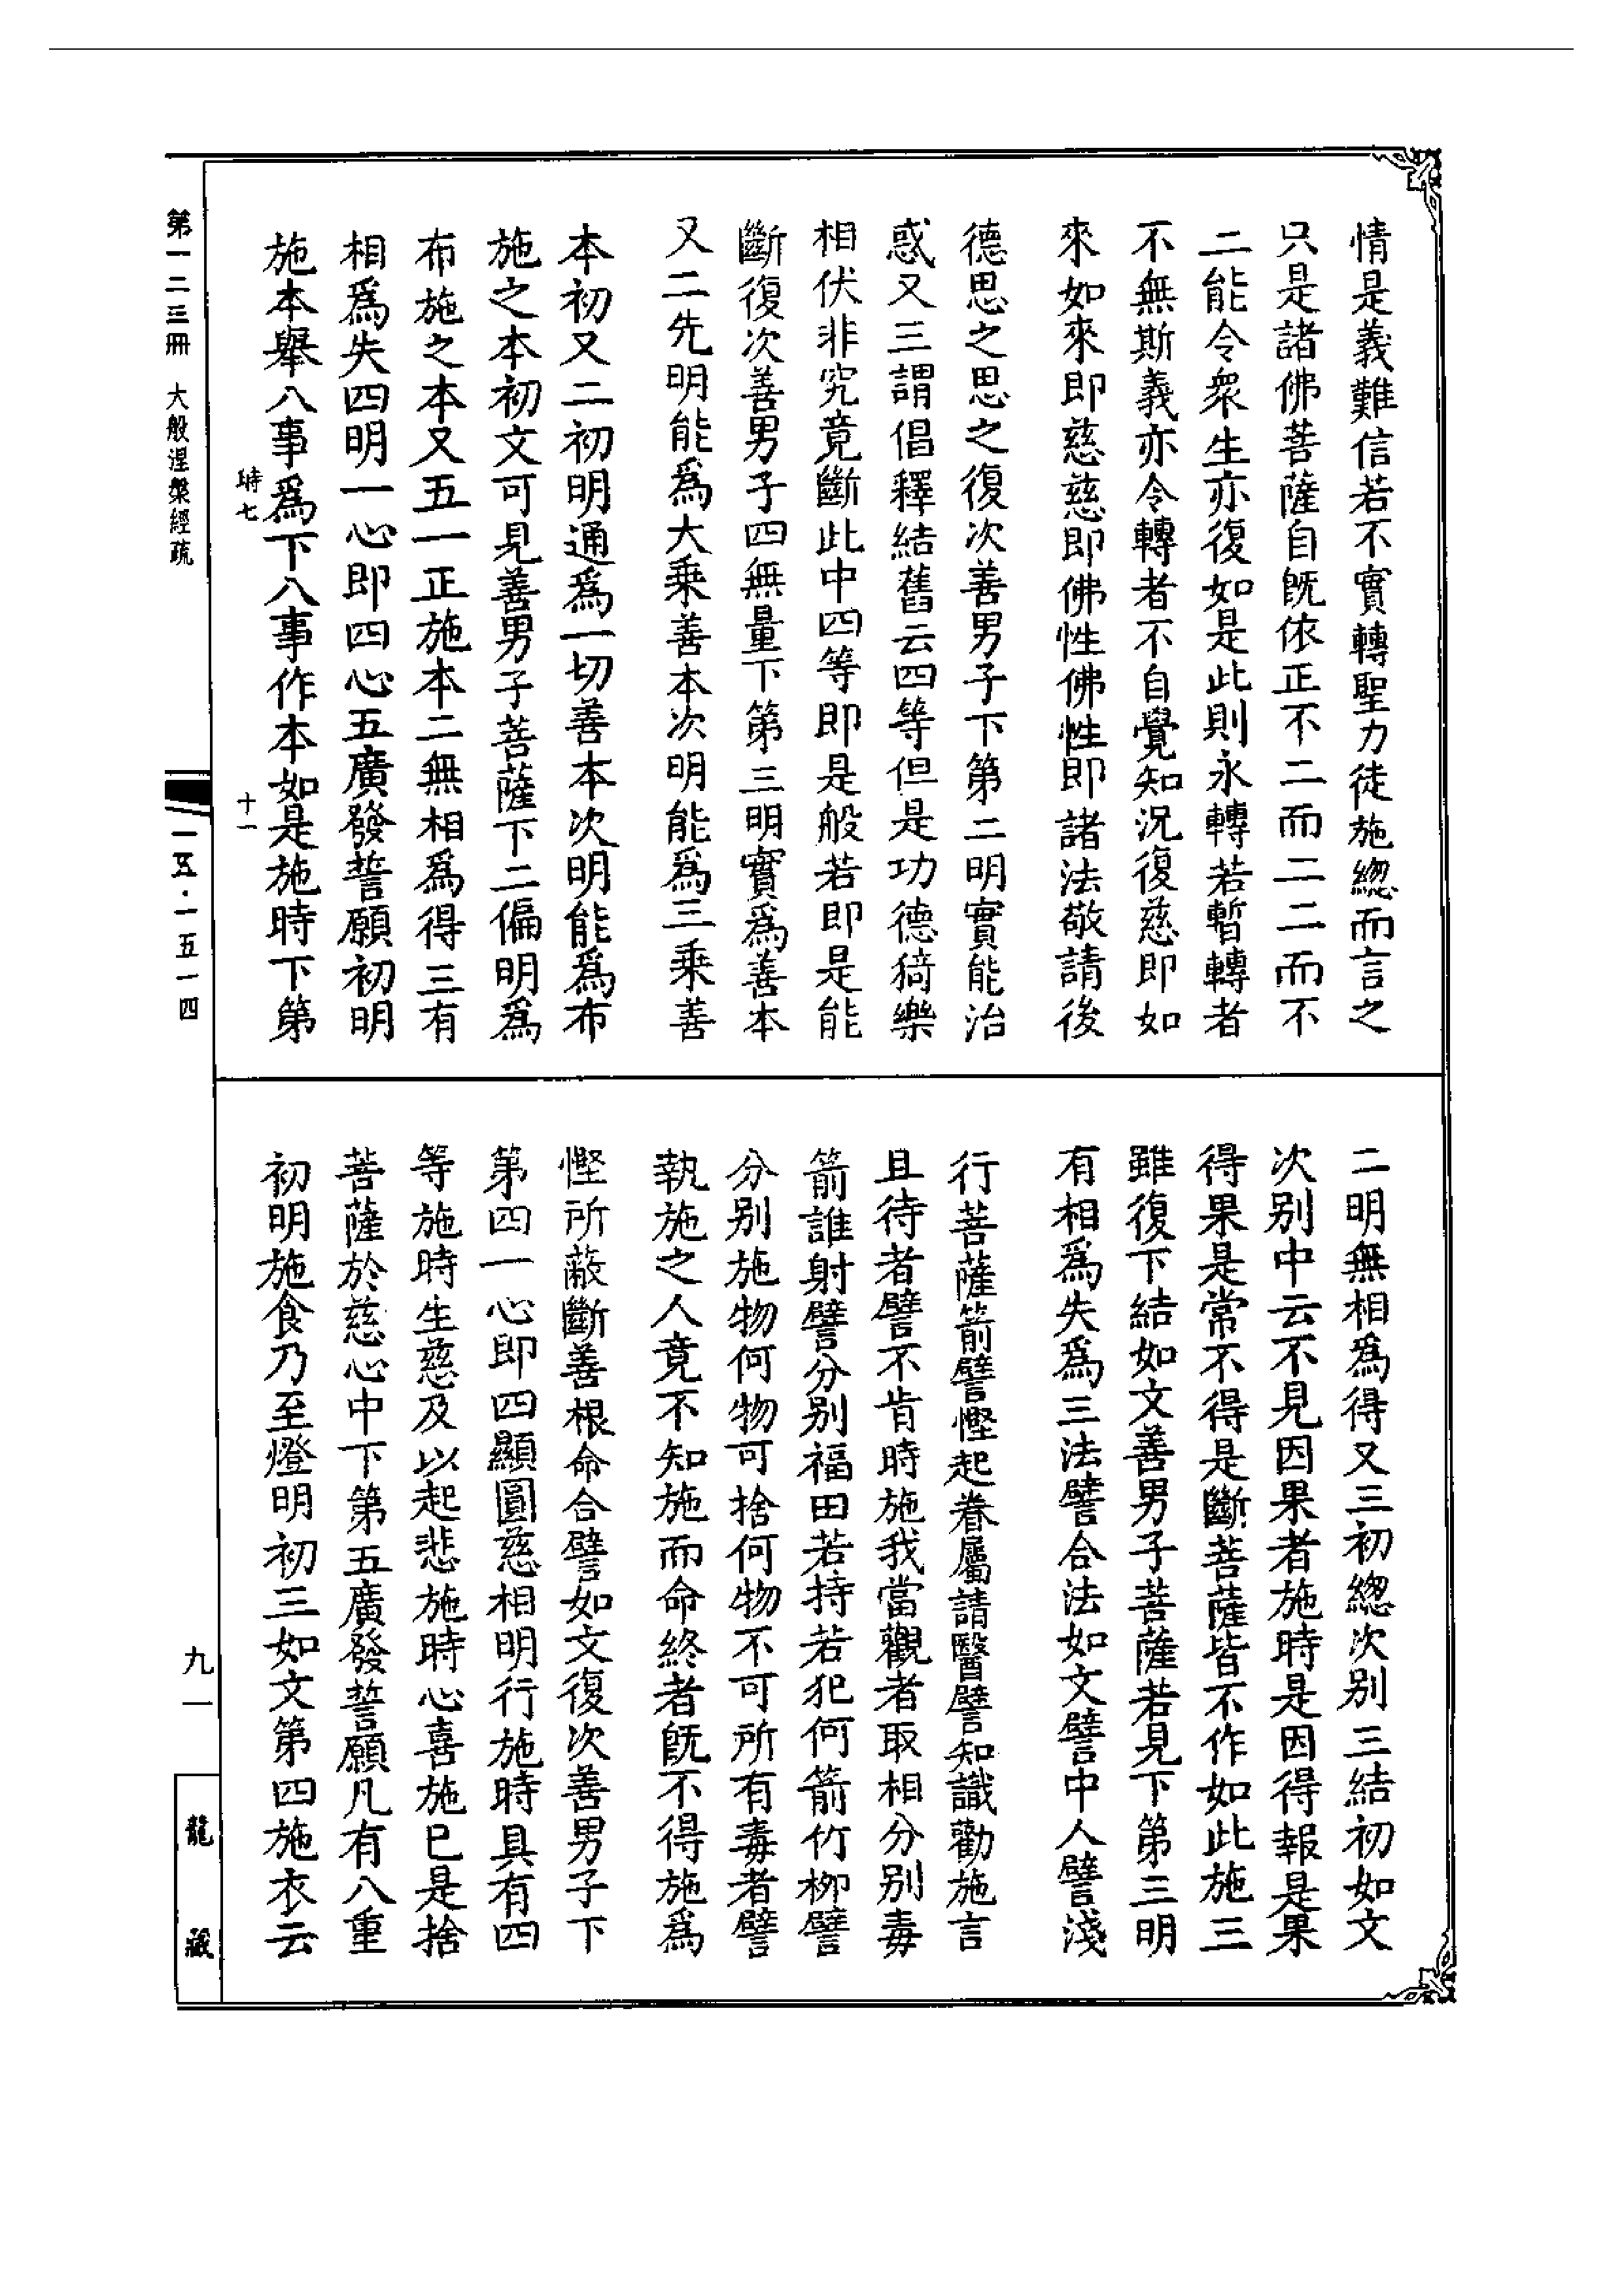 情是義難信若不實轉聖力徒施緫而言之
只是諸佛菩薩自旣依正不二而二二而不
二能令衆生亦復如是此則永轉若暫轉者
不無斯義亦令轉者不自覺知況復慈即如
來如來即慈慈即佛性佛性即諸法敬請後
德思之思之復次善男子下第二明實能治
惑又三謂倡釋結舊云四等但是功德猗樂
相伏非究竟斷此中四等即是般若即是能
斷復次善男子四無量下第三明實爲善本
又二先明能爲大乘善本次明能爲三乘善
本初又二初明通爲一切善本次明能爲布
施之本初文可見善男子菩薩下二偏明爲
布施之本又五一正施本二無相爲得三有
相爲失四明一心即四心五廣發誓願初明
施本舉八事爲下八事作本如是施時下第
二明無相爲得又三初緫次别三結初如文
次别中云不見因果者施時是因得報是果
得果是常不得是斷菩薩皆不作如此施三
雖復下結如文善男子菩薩若見下第三明
有相爲失爲三法譬合法如文譬中人譬淺
行菩薩箭譬慳起眷屬請醫譬知識勸施言
且待者譬不肯時施我當觀者取相分别毒
箭誰射譬分别福田若持若犯何箭竹栁譬
分别施物何物可捨何物不可所有毒者譬
執施之人竟不知施而命終者旣不得施爲
慳所蔽斷善根命合譬如文復次善男子下
第四一心即四顯圓慈相明行施時具有四
等施時生慈及以起悲施時心喜施已是捨
菩薩於慈心中下第五廣發誓願凡有八重
初明施食乃至燈明初三如文第四施衣云
塒七
十一
第一二三冊 大般涅槃經疏
一五·一五一四
九一
龍藏